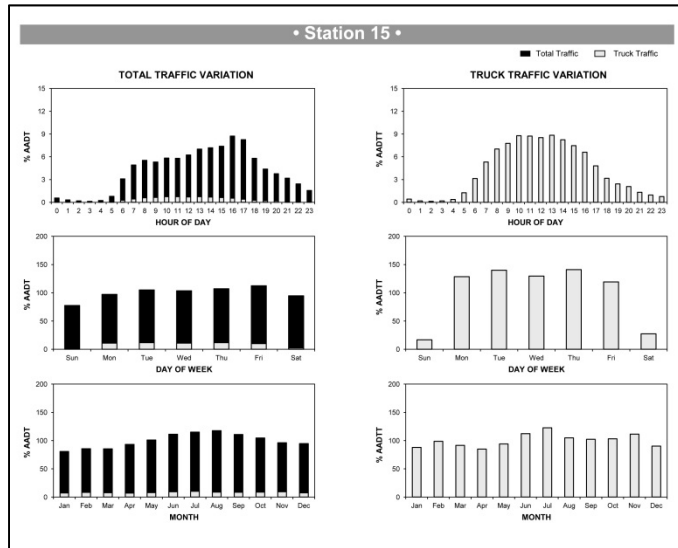 • Station 15 •
Total Traffic Truck Traffic
TOTAL TRAFFIC VARIATION
% AADT
15
12
9
6
3
0
0 1 2 3 4 5 6 7 8 9 10 11 12 13 14 15 16 17 18 19 20 21 22 23
HOUR OF DAY
TRUCK TRAFFIC VARIATION
% AADTT
15
12
9
6
3
0
0 1 2 3 4 5 6 7 8 9 10 11 12 13 14 15 16 17 18 19 20 21 22 23
HOUR OF DAY
% AADT
200
150
100
50
0
Sun Mon Tue Wed Thu Fri Sat
DAY OF WEEK
% AADTT
200
150
100
50
0
Sun Mon Tue Wed Thu Fri Sat
DAY OF WEEK
% AADT
200
150
100
50
0
Jan Feb Mar Apr May Jun Jul Aug Sep Oct Nov Dec
MONTH
% AADTT
200
150
100
50
0
Jan Feb Mar Apr May Jun Jul Aug Sep Oct Nov Dec
MONTH